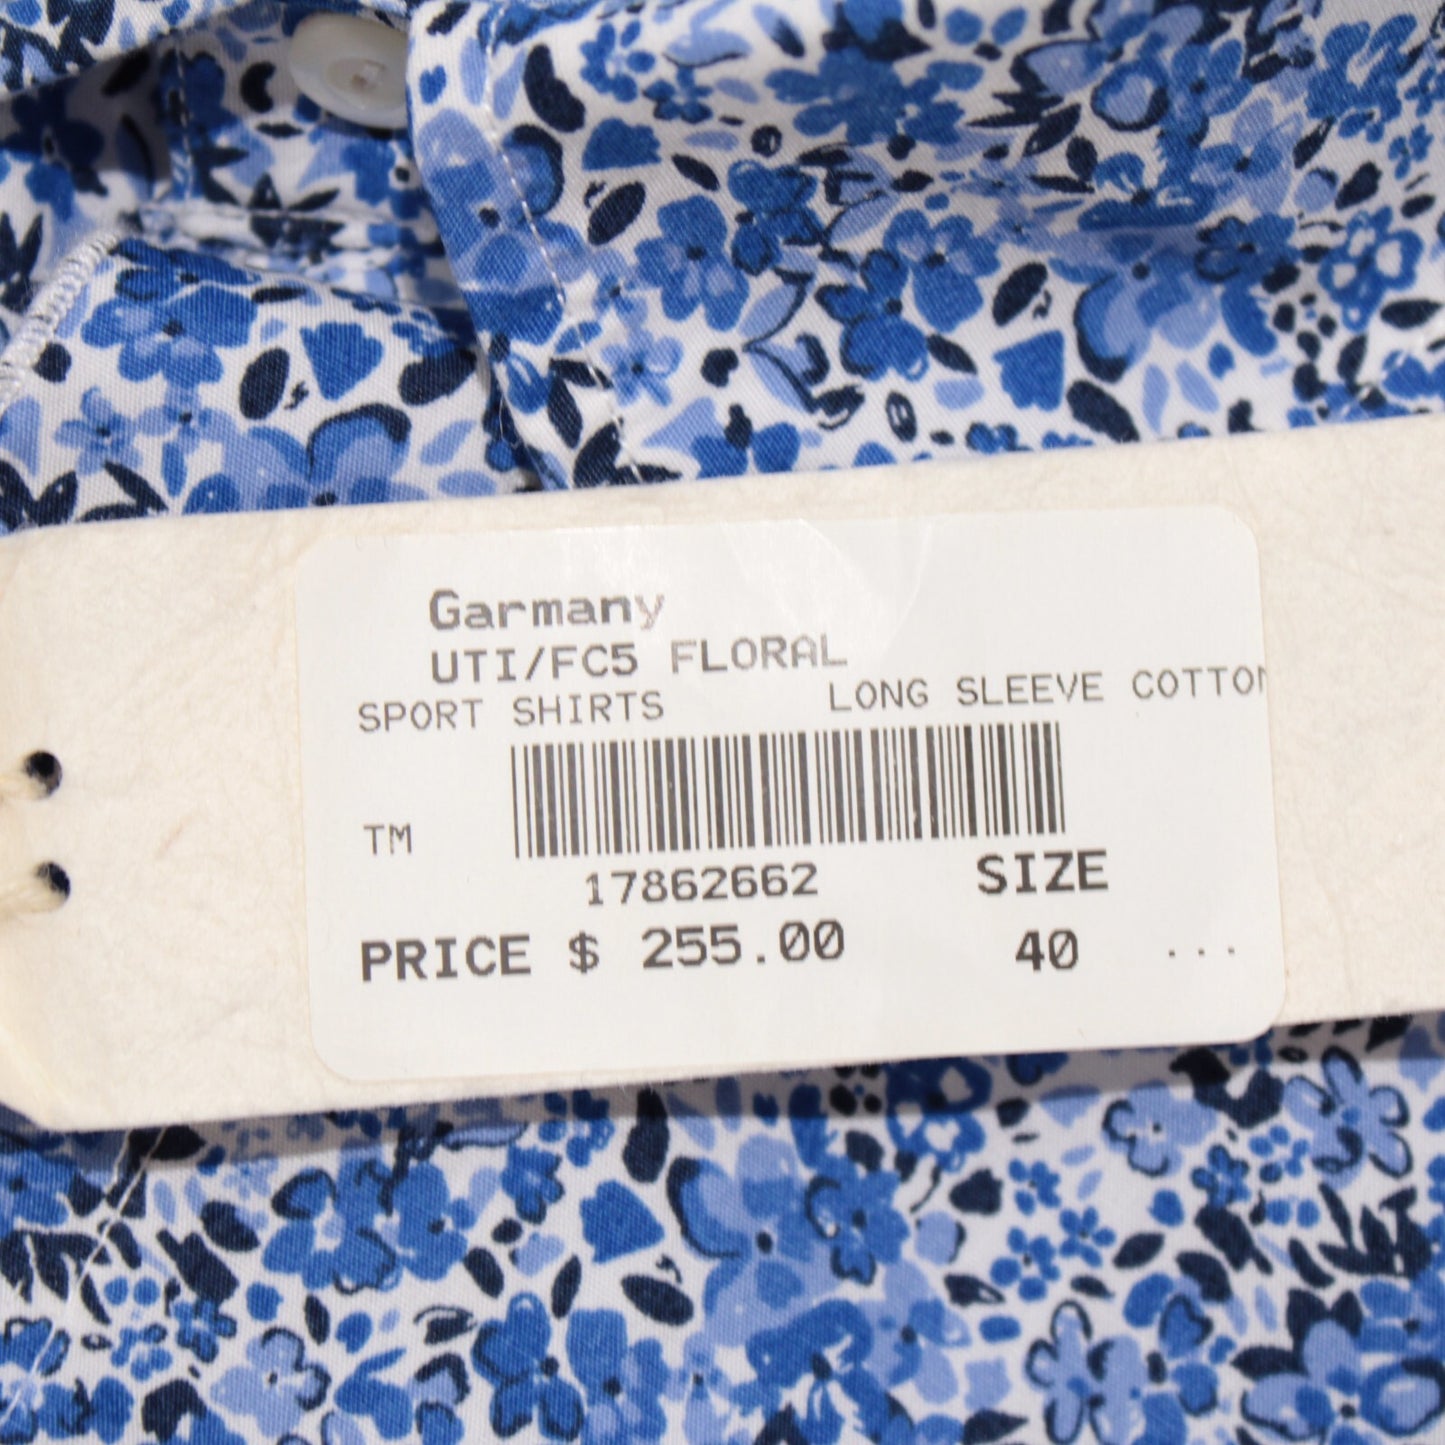 Garmany
UTI/FC5 FLORAL
SPORT SHIRTS LONG SLEEVE COTTON
TM
17862662 SIZE
PRICE $ 255.00 40 ...